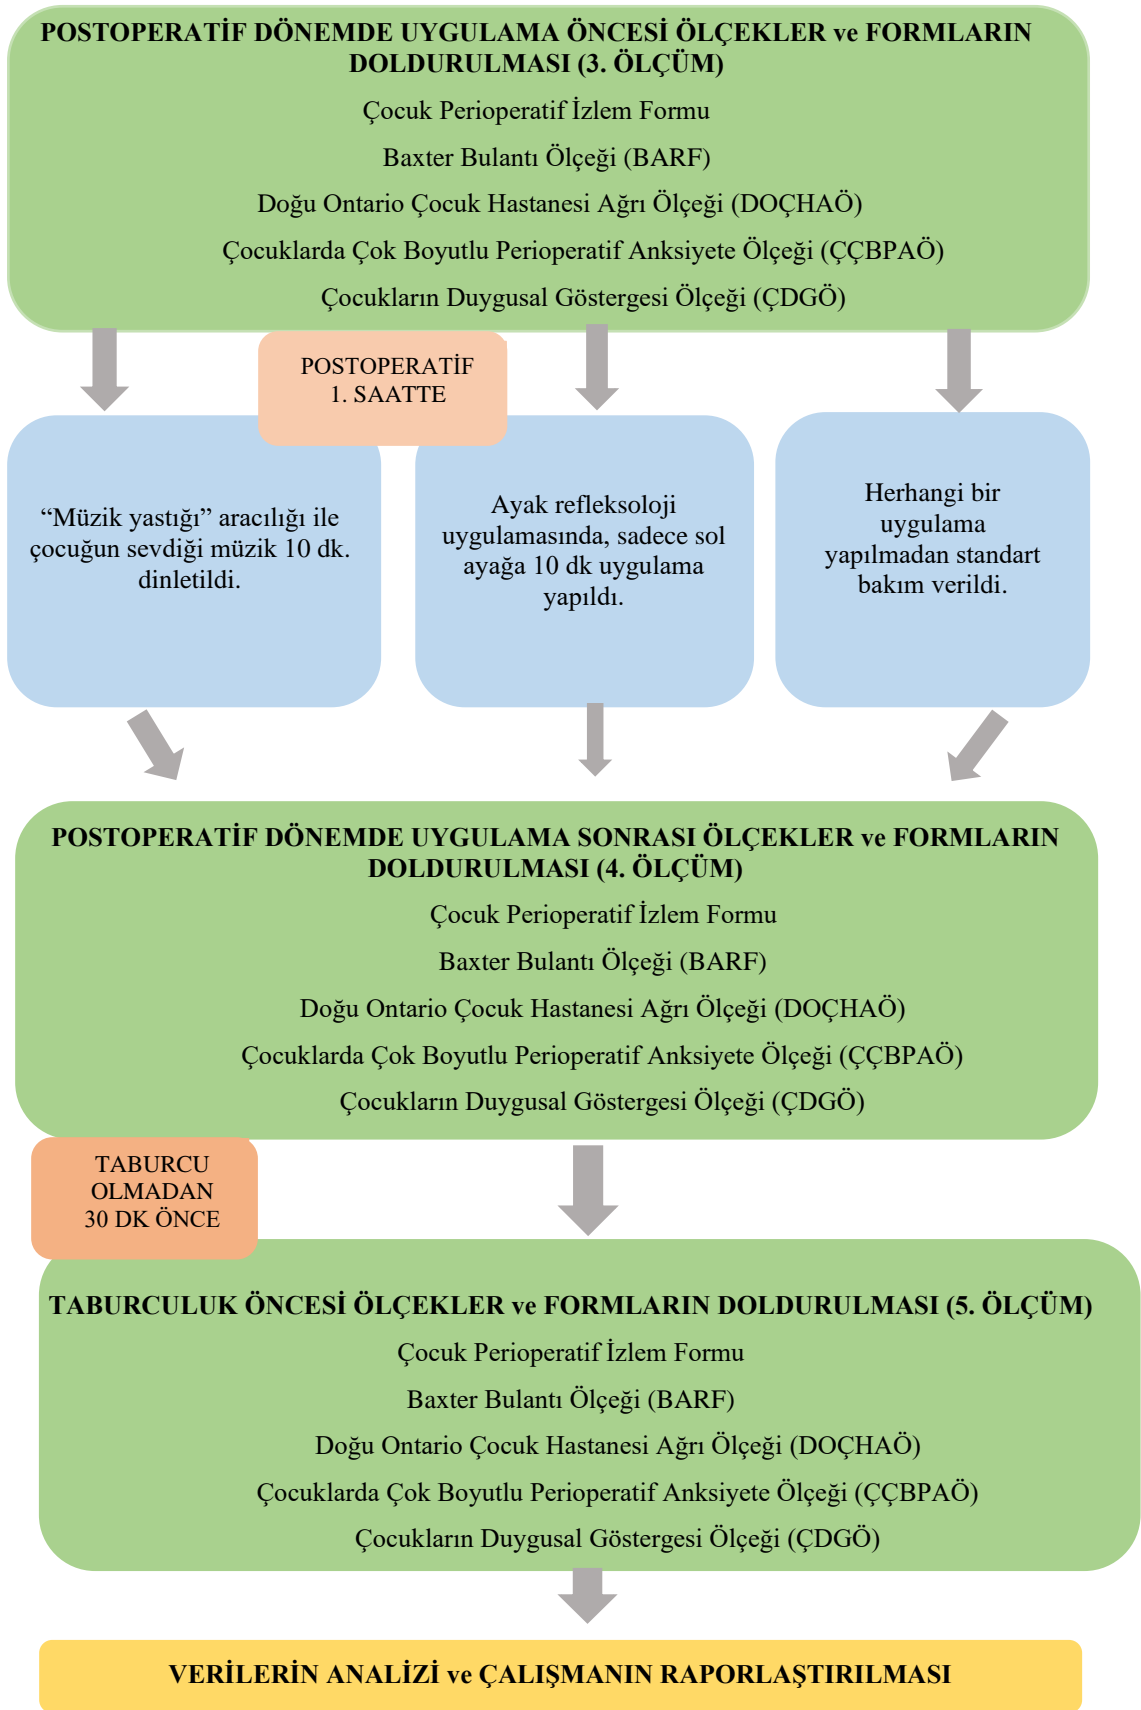 POSTOPERATİF DÖNEMDE UYGULAMA ÖNCESİ ÖLÇEKLER ve FORMLARIN
DOLDURULMASI (3. ÖLÇÜM)
Çocuk Perioperatif İzlem Formu
Baxter Bulantı Ölçeği (BARF)
Doğu Ontario Çocuk Hastanesi Ağrı Ölçeği (DOÇHAÖ)
Çocuklarda Çok Boyutlu Perioperatif Anksiyete Ölçeği (ÇÇBPAÖ)
Çocukların Duygusal Göstergesi Ölçeği (ÇDGÖ)
POSTOPERATİF
1. SAATTE
“Müzik yastığı” aracılığı ile
çocuğun sevdiği müzik 10 dk.
dinletildi.
Ayak refleksoloji
uygulamasında, sadece sol
ayağa 10 dk uygulama
yapıldı.
Herhangi bir
uygulama
yapılmadan standart
bakım verildi.
POSTOPERATİF DÖNEMDE UYGULAMA SONRASI ÖLÇEKLER ve FORMLARIN
DOLDURULMASI (4. ÖLÇÜM)
Çocuk Perioperatif İzlem Formu
Baxter Bulantı Ölçeği (BARF)
Doğu Ontario Çocuk Hastanesi Ağrı Ölçeği (DOÇHAÖ)
Çocuklarda Çok Boyutlu Perioperatif Anksiyete Ölçeği (ÇÇBPAÖ)
Çocukların Duygusal Göstergesi Ölçeği (ÇDGÖ)
TABURCU
OLMADAN
30 DK ÖNCE
TABURCULUK ÖNCESİ ÖLÇEKLER ve FORMLARIN DOLDURULMASI (5. ÖLÇÜM)
Çocuk Perioperatif İzlem Formu
Baxter Bulantı Ölçeği (BARF)
Doğu Ontario Çocuk Hastanesi Ağrı Ölçeği (DOÇHAÖ)
Çocuklarda Çok Boyutlu Perioperatif Anksiyete Ölçeği (ÇÇBPAÖ)
Çocukların Duygusal Göstergesi Ölçeği (ÇDGÖ)
VERİLERİN ANALİZİ ve ÇALIŞMANIN RAPORLAŞTIRILMASI